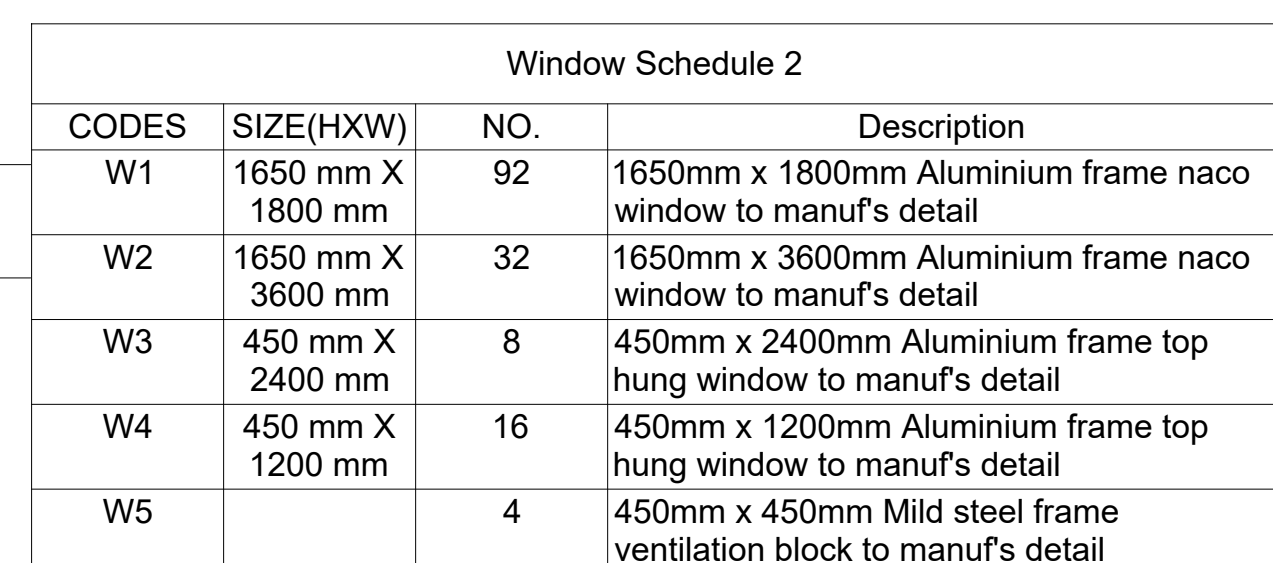 Window Schedule 2
CODES SIZE(HXW) NO. Description
W1 1650 mm X 92 1650mm x 1800mm Aluminium frame naco
1800 mm window to manuf's detail
W2 1650 mm X 32 1650mm x 3600mm Aluminium frame naco
3600 mm window to manuf's detail
W3 450 mm X 8 450mm x 2400mm Aluminium frame top
2400 mm hung window to manuf's detail
W4 450 mm X 16 450mm x 1200mm Aluminium frame top
1200 mm hung window to manuf's detail
W5 4 450mm x 450mm Mild steel frame
ventilation block to manuf's detail